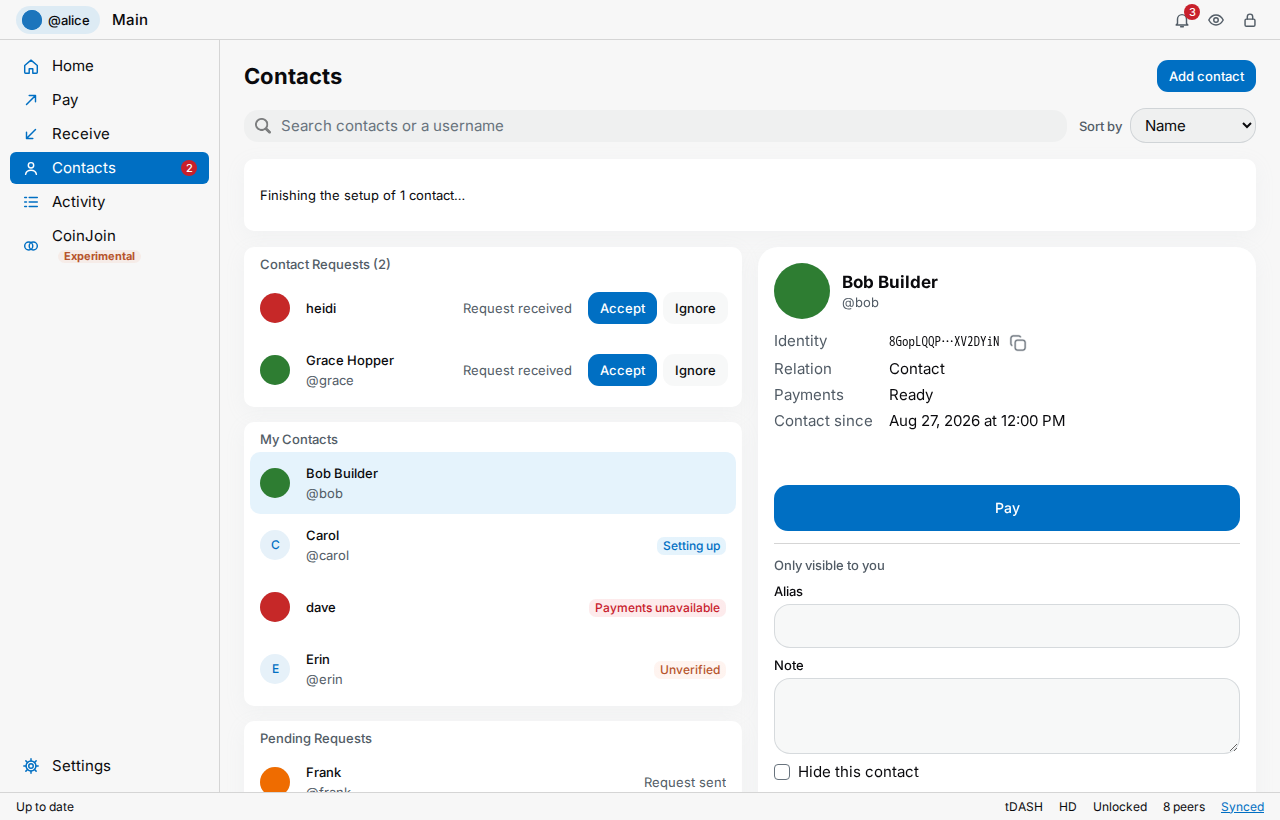 @alice Main 3
Home
Pay
Receive
Contacts 2
Activity
CoinJoin
Experimental
Settings
Contacts
Add contact
Search contacts or a username
Sort by Name
Finishing the setup of 1 contact...
Contact Requests (2)
heidi Request received Accept Ignore
Grace Hopper
@grace
Request received Accept Ignore
My Contacts
Bob Builder
@bob
C Carol
@carol
Setting up
dave Payments unavailable
E Erin
@erin
Unverified
Pending Requests
Frank
@frank
Request sent
Bob Builder
@bob
Identity 8GopLQQP⋯XV2DYiN
Relation Contact
Payments Ready
Contact since Aug 27, 2026 at 12:00 PM
Pay
Only visible to you
Alias
Note
Hide this contact
Up to date tDASH HD Unlocked 8 peers Synced